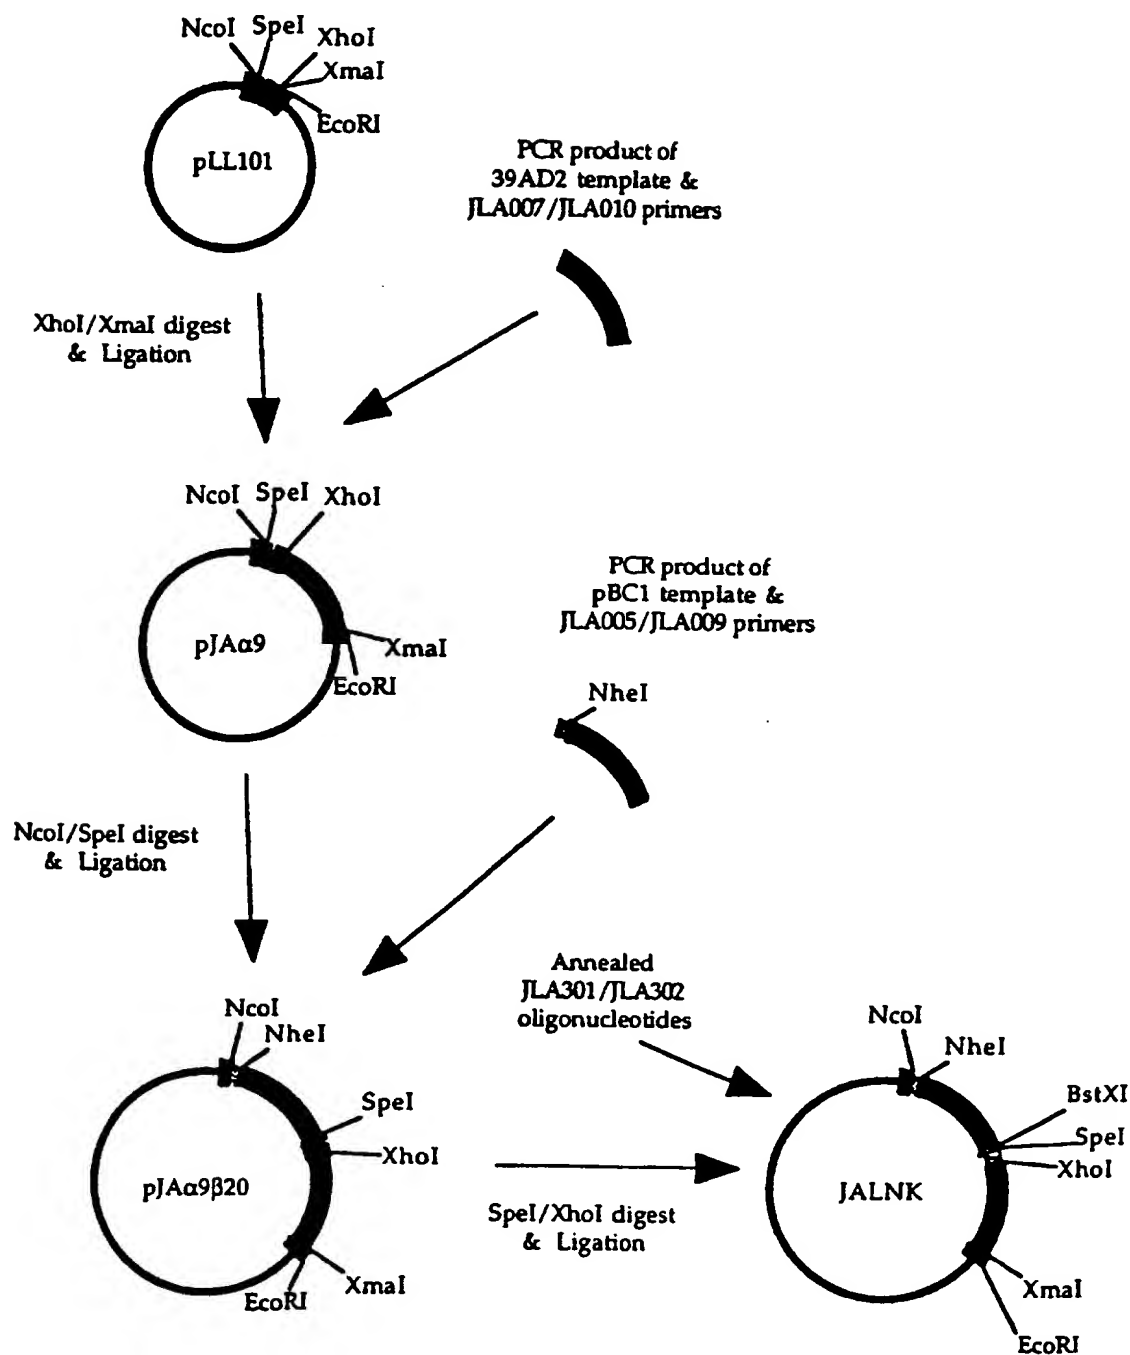 NcoI SpeI XhoI
XmaI
EcoRI
pLL101
PCR product of
39AD2 template &
JLA007/JLA010 primers
XhoI/XmaI digest
& Ligation
NcoI SpeI XhoI
pJAα9
XmaI
EcoRI
PCR product of
pBC1 template &
JLA005/JLA009 primers
NheI
NcoI/SpeI digest
& Ligation
NcoI
NheI
SpeI
XhoI
pJAα9β20
XmaI
EcoRI
Annealed
JLA301/JLA302
oligonucleotides
SpeI/XhoI digest
& Ligation
NcoI
NheI
BstXI
SpeI
XhoI
JALNK
XmaI
EcoRI